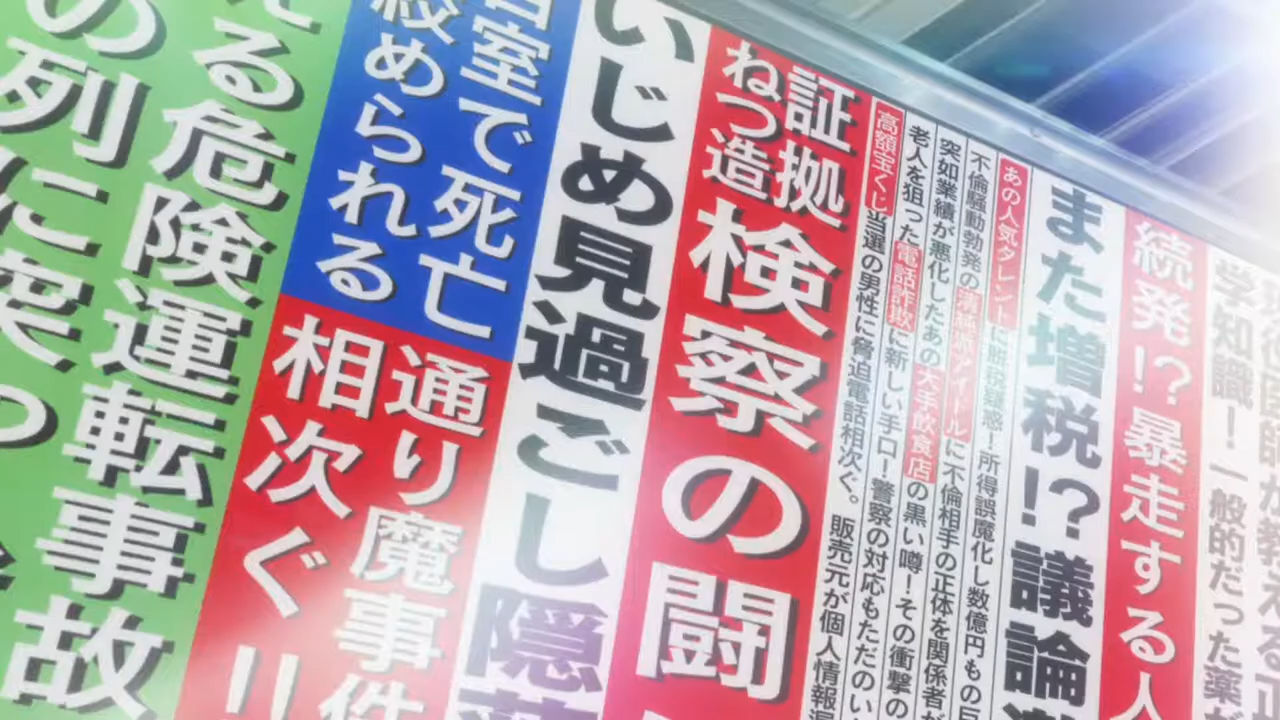 学知識!一般的だった薬
続発!?暴走する人
また増税!?議論
あの人気タレントに脱税疑惑!所得誤魔化し数億円もの巨
不倫騒動勃発の清純派アイドルに不倫相手の正体を関係者が
突如業績が悪化したあの大手飲食店の黒い噂!その衝撃の
老人を狙った電話詐欺に新しい手口!警察の対応もただのい
高額宝くじ当選の男性に脅迫電話相次ぐ。販売元が個人情報漏
証拠
ねつ造
検察の闇
いじめ見過ごし隠蔽
室で死亡
絞められる
通り魔事件
相次ぐ!!
える危険運転事故
の列に突っ